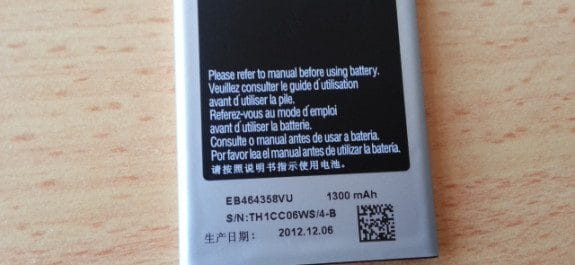 Please refer to manual before using battery.
Veuillez consulter le guide d'utilisation
avant d'utiliser la pile.
Referez-vous au mode d'emploi
avant d'utiliser la batterie.
Consulte o manual antes de usar a bateria.
Por favor lea el manual antes de utilizar la batería.
请按照说明书指示使用电池。
EB464358VU 1300 mAh
S/N:TH1CC06WS/4-B
生产日期: 2012.12.06